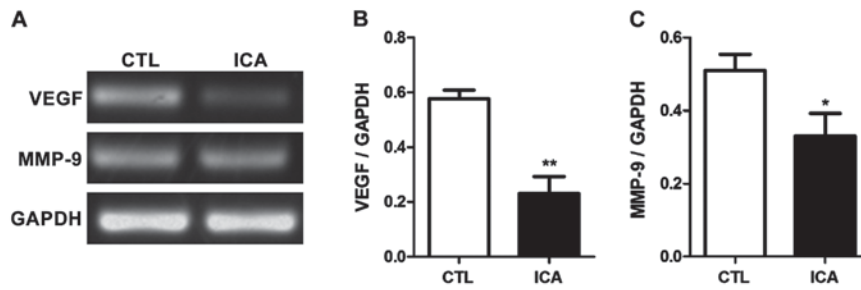 A
CTL ICA
VEGF
MMP-9
GAPDH
B
VEGF / GAPDH
0.8
0.6
0.4
0.2
0.0
**
CTL ICA
C
MMP-9 / GAPDH
0.6
0.4
0.2
0.0
*
CTL ICA